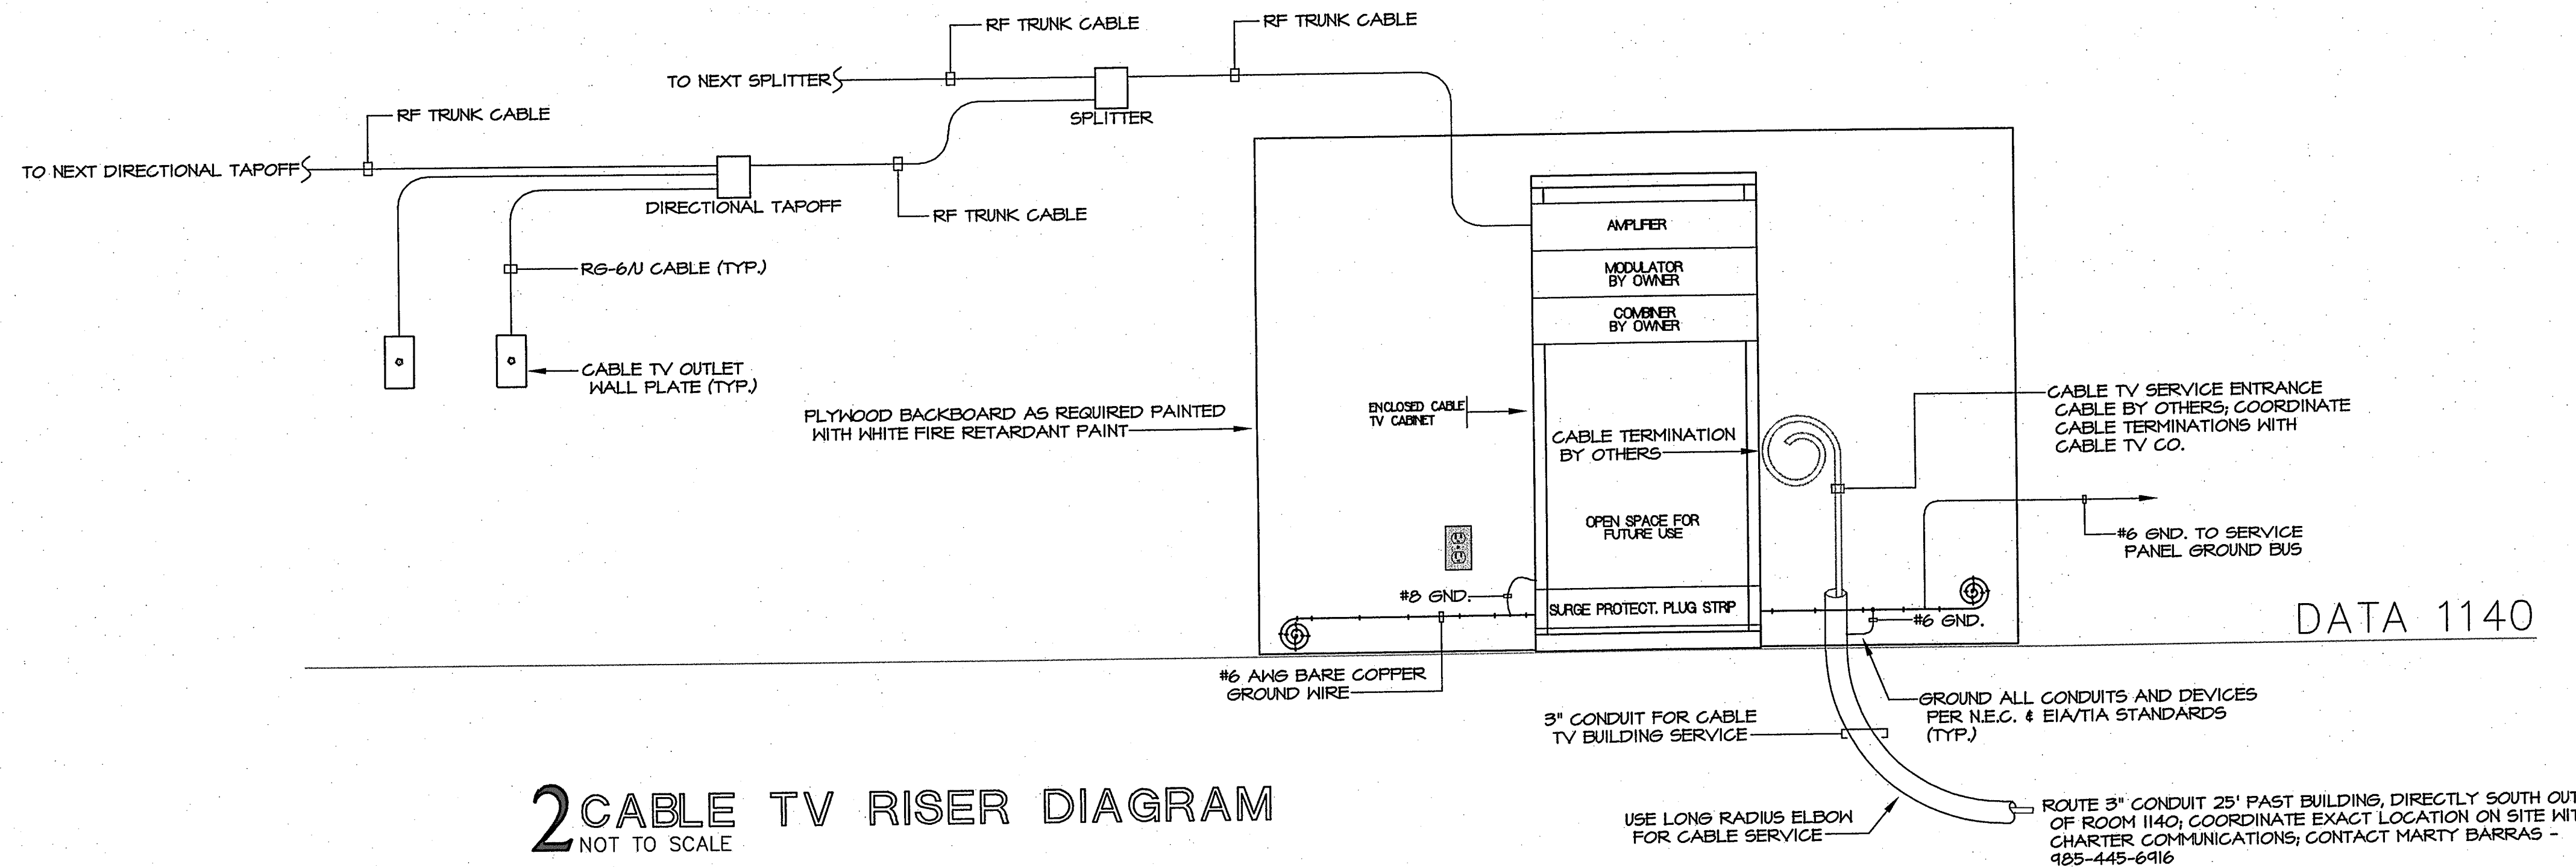 RF TRUNK CABLE
RF TRUNK CABLE
TO NEXT SPLITTER
SPLITTER
RF TRUNK CABLE
TO NEXT DIRECTIONAL TAPOFF
DIRECTIONAL TAPOFF
RF TRUNK CABLE
RG-6/U CABLE (TYP.)
CABLE TV OUTLET
WALL PLATE (TYP.)
AMPLIFIER
MODULATOR
BY OWNER
COMBINER
BY OWNER
PLYWOOD BACKBOARD AS REQUIRED PAINTED
WITH WHITE FIRE RETARDANT PAINT
ENCLOSED CABLE
TV CABINET
CABLE TERMINATION
BY OTHERS
OPEN SPACE FOR
FUTURE USE
CABLE TV SERVICE ENTRANCE
CABLE BY OTHERS; COORDINATE
CABLE TERMINATIONS WITH
CABLE TV CO.
#6 GND. TO SERVICE
PANEL GROUND BUS
#8 GND.
SURGE PROTECT. PLUG STRIP
#6 GND.
DATA 1140
#6 AWG BARE COPPER
GROUND WIRE
GROUND ALL CONDUITS AND DEVICES
PER N.E.C. & EIA/TIA STANDARDS
(TYP.)
3" CONDUIT FOR CABLE
TV BUILDING SERVICE
USE LONG RADIUS ELBOW
FOR CABLE SERVICE
ROUTE 3" CONDUIT 25' PAST BUILDING, DIRECTLY SOUTH OUT
OF ROOM 1140; COORDINATE EXACT LOCATION ON SITE WIT
CHARTER COMMUNICATIONS; CONTACT MARTY BARRAS -
985-445-6916
2 CABLE TV RISER DIAGRAM
NOT TO SCALE